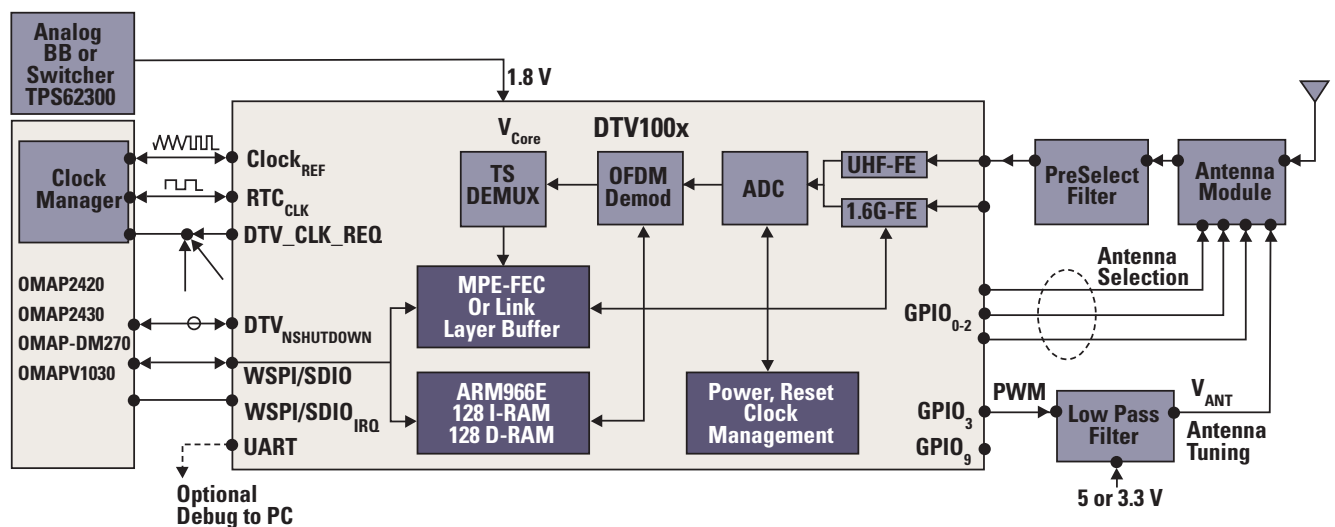 Analog
BB or
Switcher
TPS62300
1.8 V
Clock
Manager
OMAP2420
OMAP2430
OMAP-DM270
OMAPV1030
ClockREF
RTCCLK
DTV_CLK_REQ
DTVNSHUTDOWN
WSPI/SDIO
WSPI/SDIOIRQ
UART
Optional
Debug to PC
VCore
DTV100x
TS
DEMUX
OFDM
Demod
ADC
UHF-FE
1.6G-FE
MPE-FEC
Or Link
Layer Buffer
ARM966E
128 I-RAM
128 D-RAM
Power, Reset
Clock
Management
GPIO0-2
GPIO3
GPIO9
PreSelect
Filter
Antenna
Module
Antenna
Selection
PWM
Low Pass
Filter
VANT
Antenna
Tuning
5 or 3.3 V